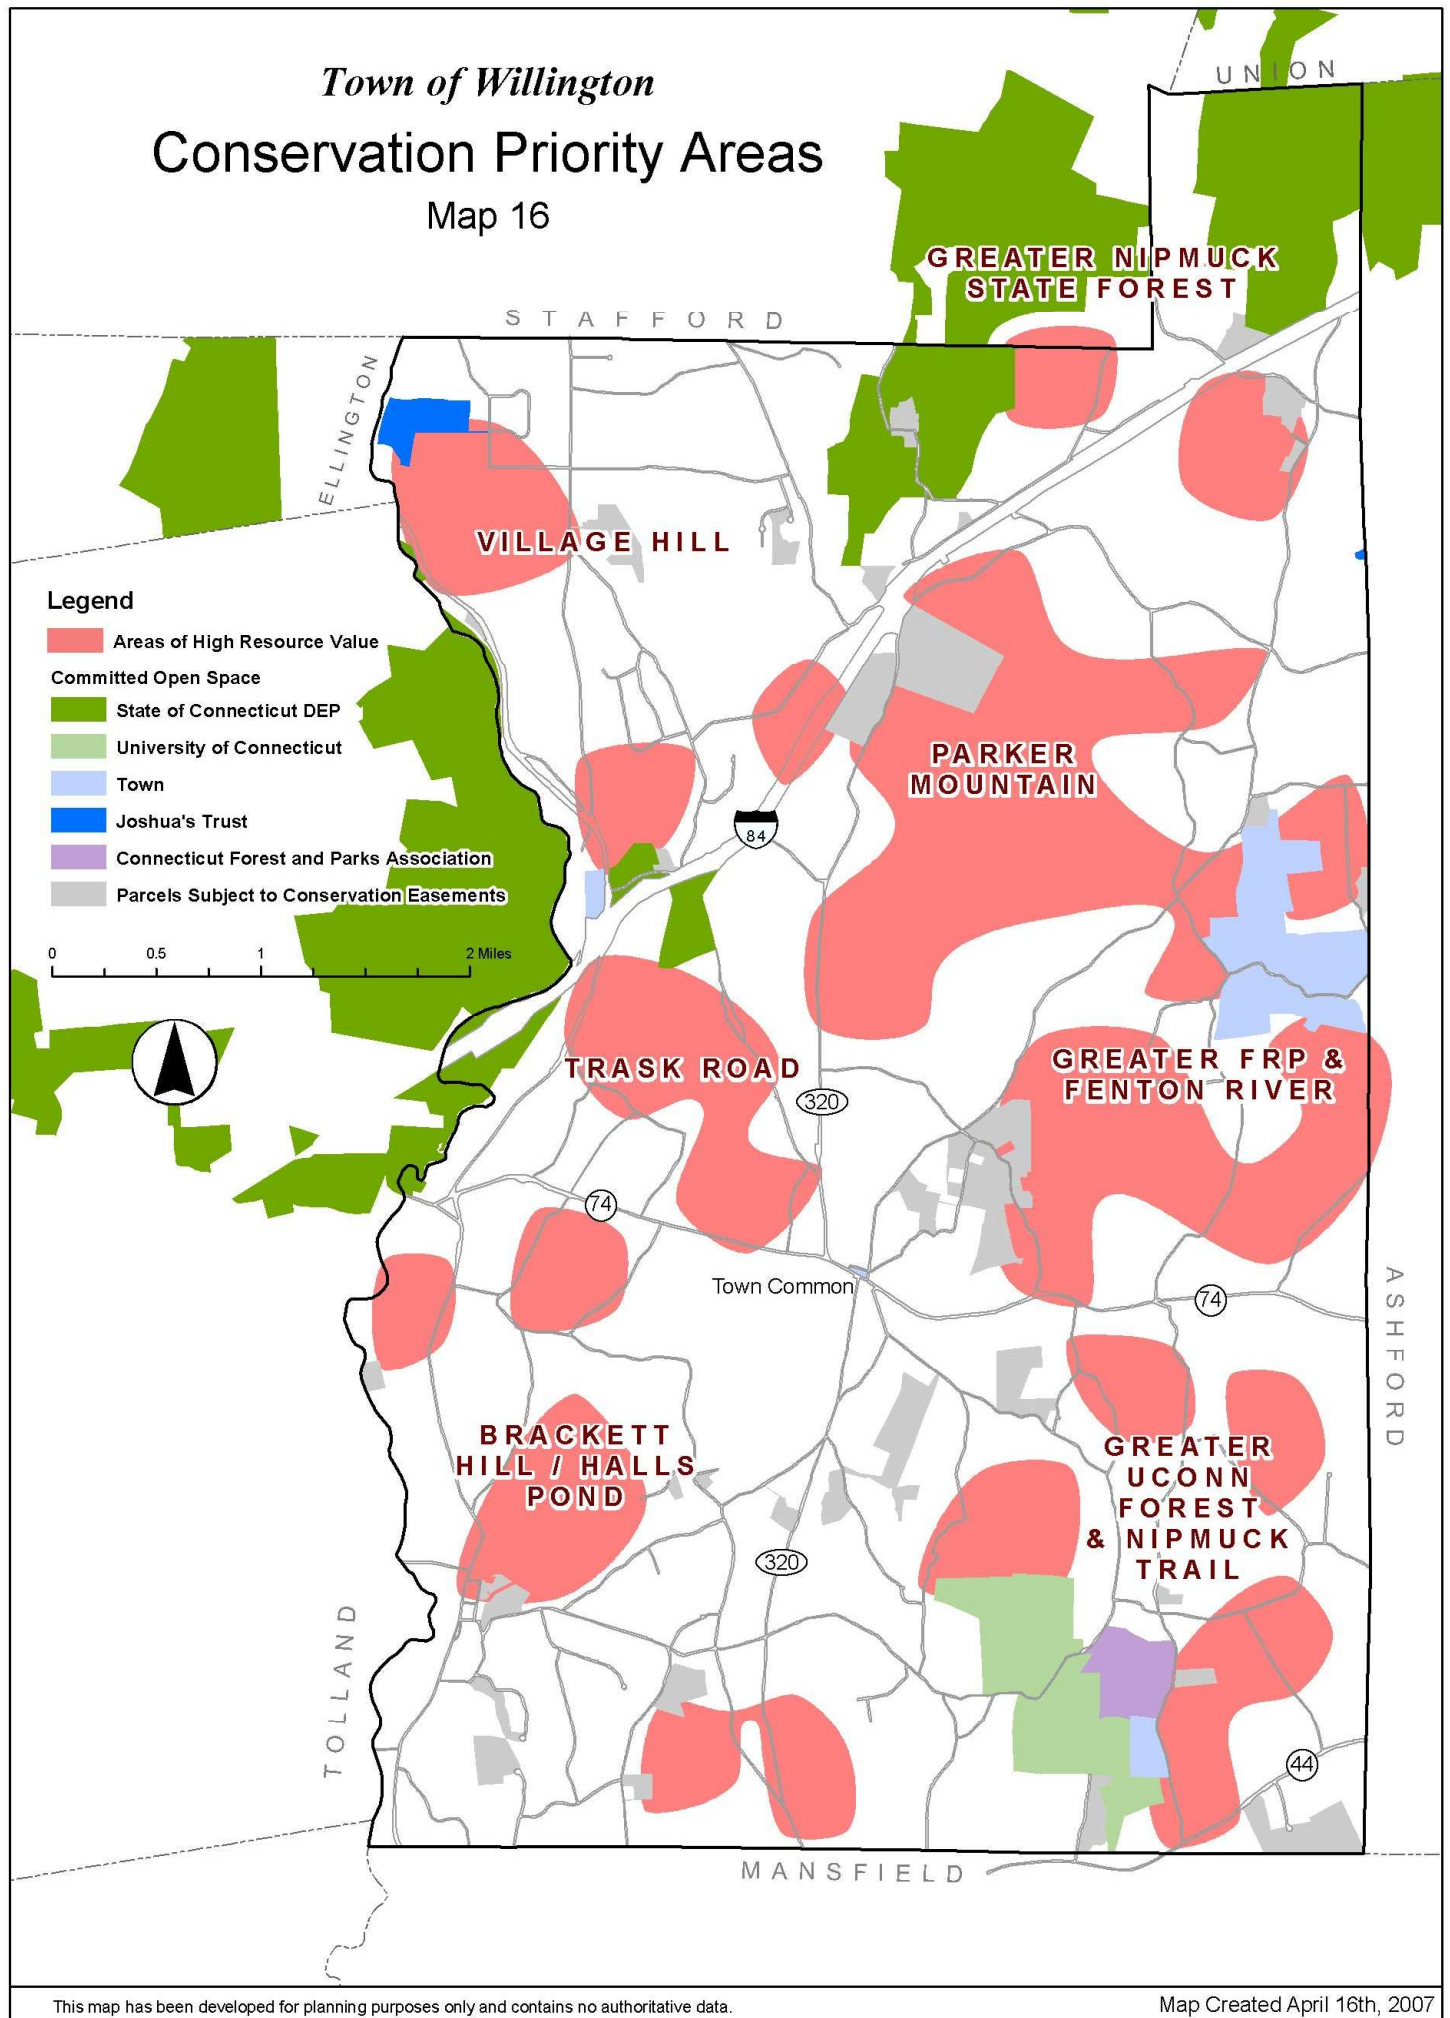 Town of Willington
Conservation Priority Areas
Map 16
UNION
GREATER NIPMUCK
STATE FOREST
STAFFORD
ELLINGTON
VILLAGE HILL
Legend
Areas of High Resource Value
Committed Open Space
State of Connecticut DEP
University of Connecticut
Town
Joshua's Trust
Connecticut Forest and Parks Association
Parcels Subject to Conservation Easements
0 0.5 1 2 Miles
PARKER
MOUNTAIN
84
TRASK ROAD
320
GREATER FRP &
FENTON RIVER
74
Town Common
74
ASHFORD
BRACKETT
HILL / HALLS
POND
GREATER
UCONN
FOREST
& NIPMUCK
TRAIL
320
TOLLAND
44
MANSFIELD
This map has been developed for planning purposes only and contains no authoritative data.
Map Created April 16th, 2007